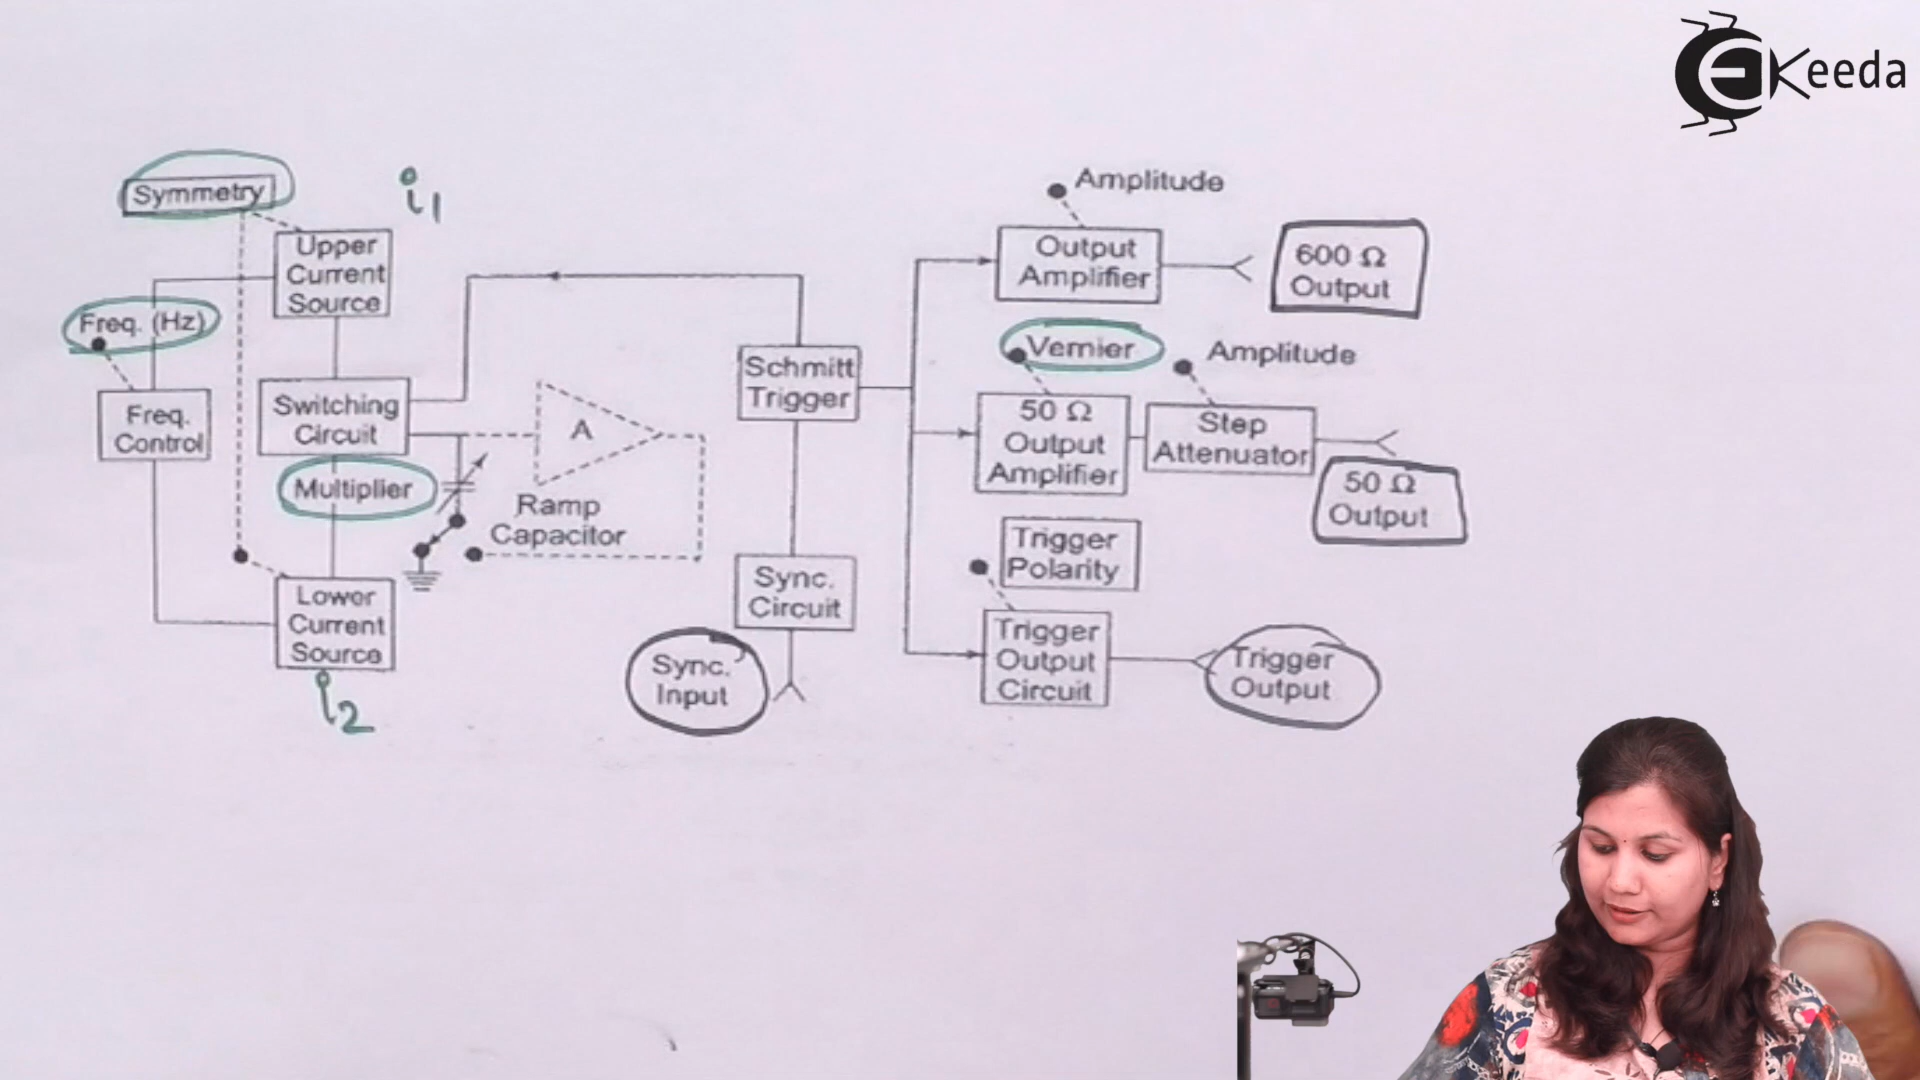 EKeeda
Symmetry
i1
Upper
Current
Source
Freq. (Hz)
Freq.
Control
Switching
Circuit
Multiplier
A
Ramp
Capacitor
Lower
Current
Source
i2
Schmitt
Trigger
Sync.
Circuit
Sync.
Input
Amplitude
Output
Amplifier
600 Ω
Output
Vernier
Amplitude
50 Ω
Output
Amplifier
Step
Attenuator
50 Ω
Output
Trigger
Polarity
Trigger
Output
Circuit
Trigger
Output